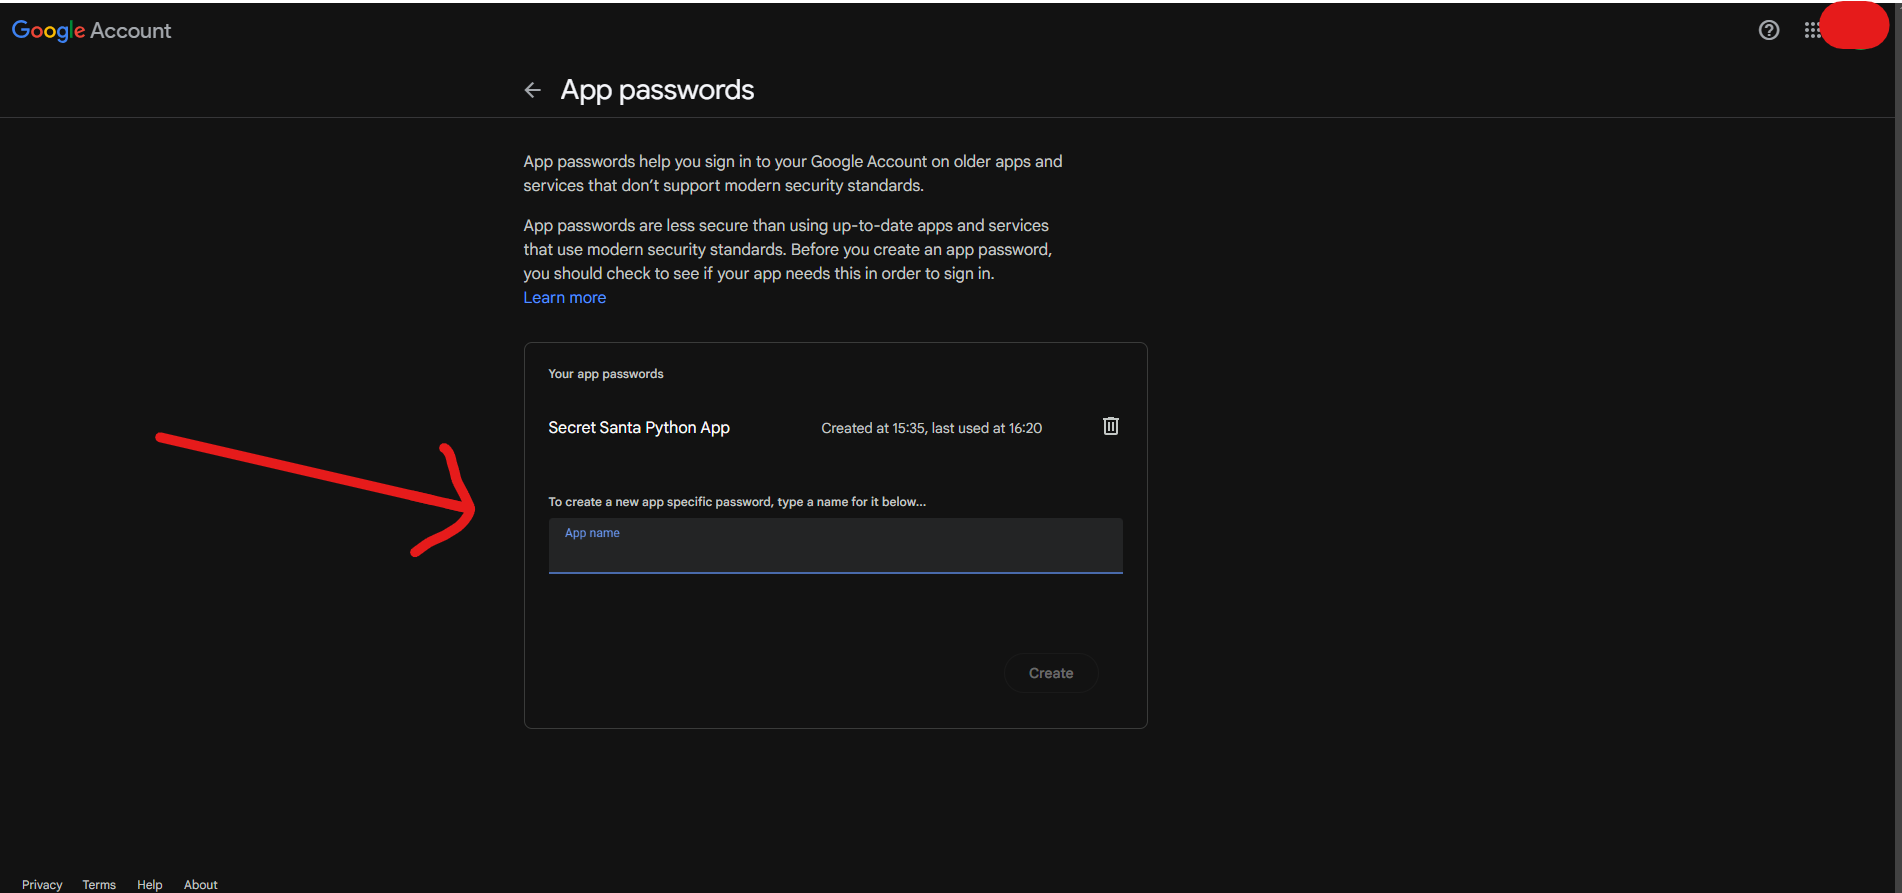 Google Account
App passwords
App passwords help you sign in to your Google Account on older apps and
services that don’t support modern security standards.
App passwords are less secure than using up-to-date apps and services
that use modern security standards. Before you create an app password,
you should check to see if your app needs this in order to sign in.
Learn more
Your app passwords
Secret Santa Python App Created at 15:35, last used at 16:20
To create a new app specific password, type a name for it below...
App name
Create
Privacy Terms Help About